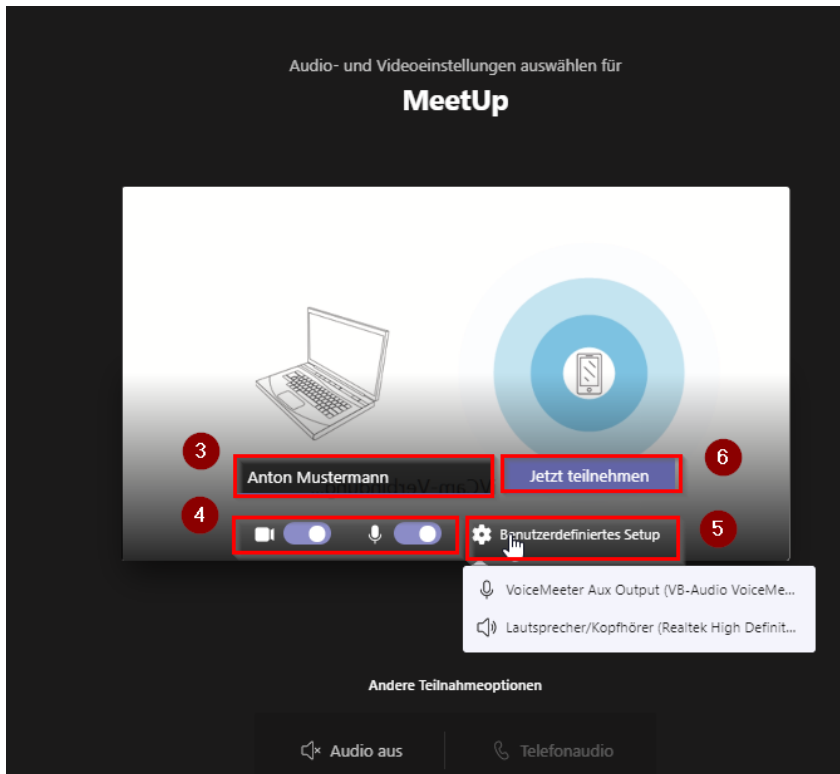 Audio- und Videoeinstellungen auswählen für
MeetUp
3
Anton Mustermann
Jetzt teilnehmen
6
4
Benutzerdefiniertes Setup
5
VoiceMeeter Aux Output (VB-Audio VoiceMe...
Lautsprecher/Kopfhörer (Realtek High Definit...
Andere Teilnahmeoptionen
Audio aus
Telefonaudio